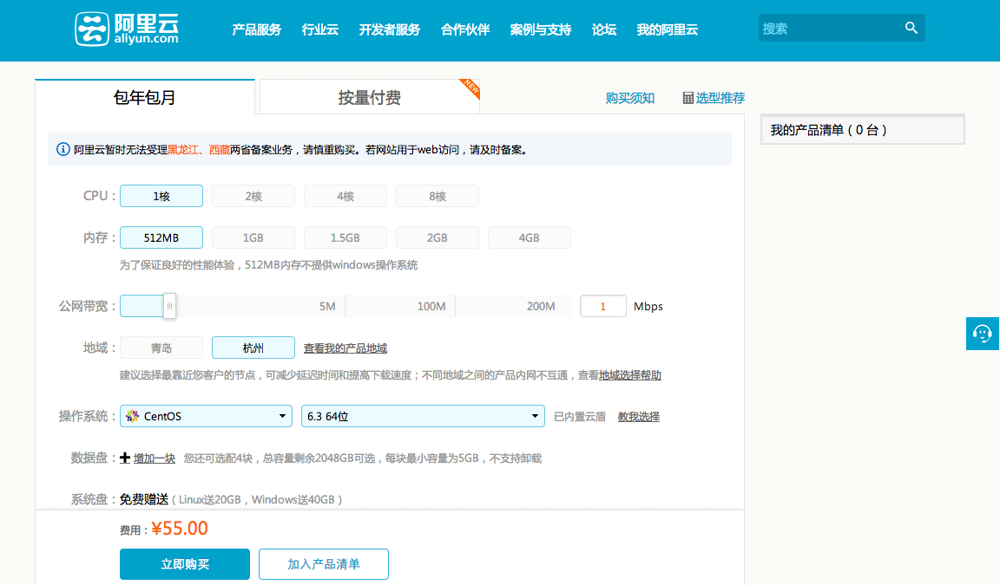 阿里云
aliyun.com
产品服务 行业云 开发者服务 合作伙伴 案例与支持 论坛 我的阿里云
搜索
包年包月 按量付费 NEW 购买须知 选型推荐
我的产品清单（0 台）
阿里云暂时无法受理黑龙江、西藏两省备案业务，请慎重购买。若网站用于web访问，请及时备案。
CPU： 1核 2核 4核 8核
内存： 512MB 1GB 1.5GB 2GB 4GB
为了保证良好的性能体验，512MB内存不提供windows操作系统
公网带宽： 5M 100M 200M 1 Mbps
地域： 青岛 杭州 查看我的产品地域
建议选择最靠近您客户的节点，可减少延迟时间和提高下载速度；不同地域之间的产品内网不互通，查看地域选择帮助
操作系统： CentOS 6.3 64位 已内置云盾 教我选择
数据盘： 增加一块 您还可选配4块，总容量剩余2048GB可选，每块最小容量为5GB，不支持卸载
系统盘： 免费赠送（Linux送20GB，Windows送40GB）
费用：¥55.00
立即购买 加入产品清单